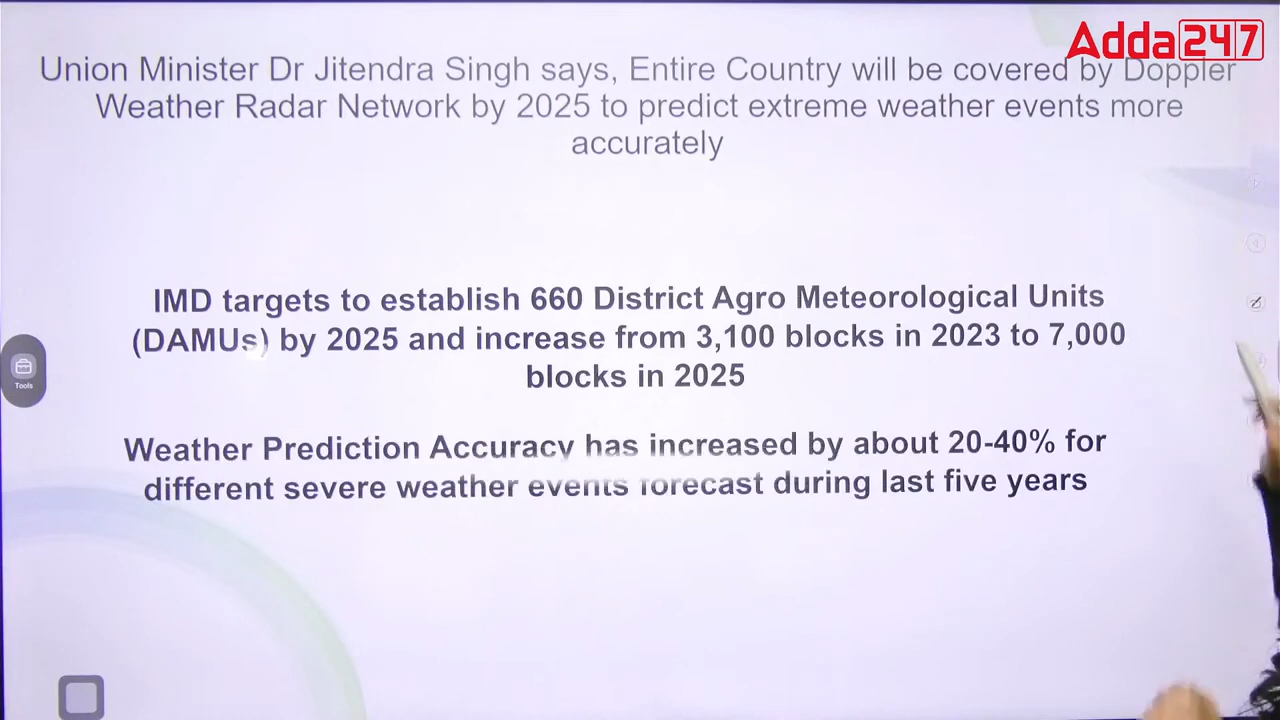 Adda247
Union Minister Dr Jitendra Singh says, Entire Country will be covered by Doppler
Weather Radar Network by 2025 to predict extreme weather events more
accurately
IMD targets to establish 660 District Agro Meteorological Units
(DAMUs) by 2025 and increase from 3,100 blocks in 2023 to 7,000
blocks in 2025
Tools
Weather Prediction Accuracy has increased by about 20-40% for
different severe weather events forecast during last five years